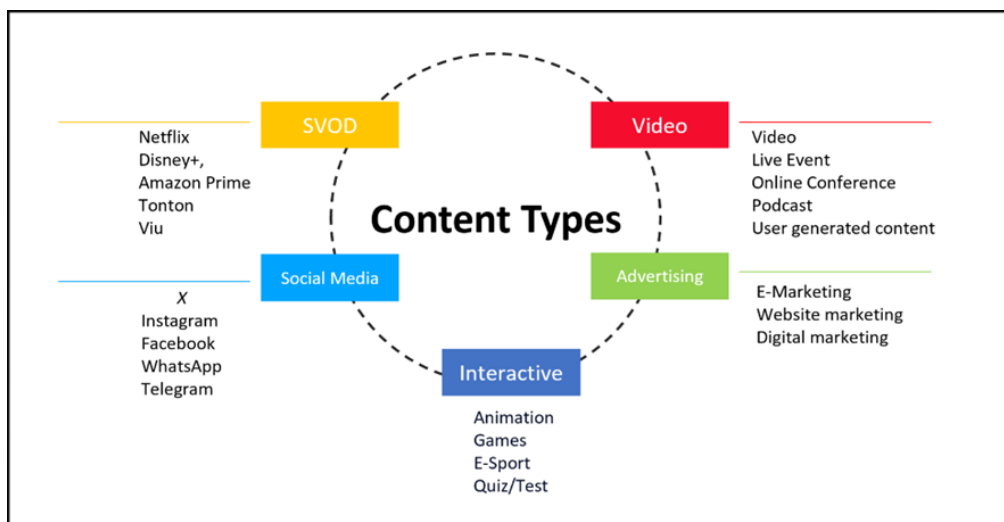 SVOD
Netflix
Disney+,
Amazon Prime
Tonton
Viu
Video
Video
Live Event
Online Conference
Podcast
User generated content
Content Types
Social Media
X
Instagram
Facebook
WhatsApp
Telegram
Advertising
E-Marketing
Website marketing
Digital marketing
Interactive
Animation
Games
E-Sport
Quiz/Test